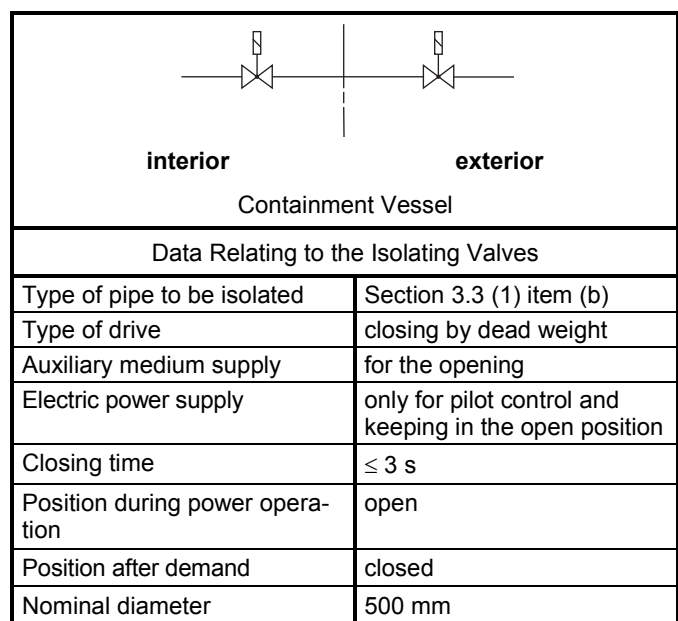 interior exterior
Containment Vessel
Data Relating to the Isolating Valves
Type of pipe to be isolated Section 3.3 (1) item (b)
Type of drive closing by dead weight
Auxiliary medium supply for the opening
Electric power supply only for pilot control and
keeping in the open position
Closing time ≤ 3 s
Position during power opera- open
tion
Position after demand closed
Nominal diameter 500 mm